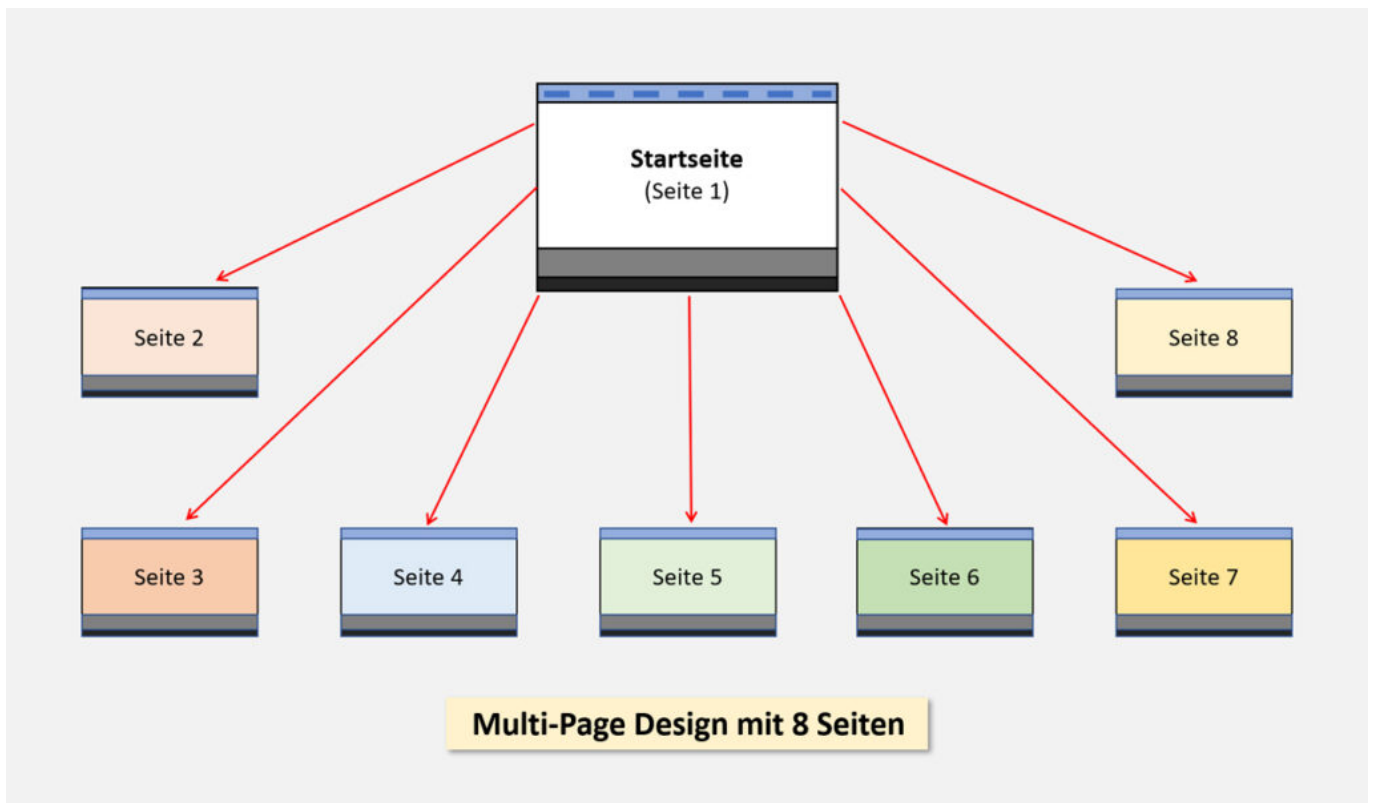 Startseite
(Seite 1)
Seite 2
Seite 8
Seite 3
Seite 4
Seite 5
Seite 6
Seite 7
Multi-Page Design mit 8 Seiten